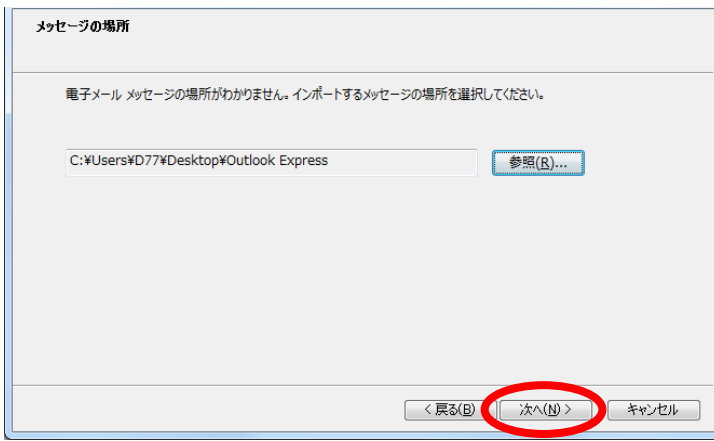 メッセージの場所
電子メール メッセージの場所がわかりません。インポートするメッセージの場所を選択してください。
C:¥Users¥D77¥Desktop¥Outlook Express
参照(R)...
< 戻る(B)
次へ(N) >
キャンセル